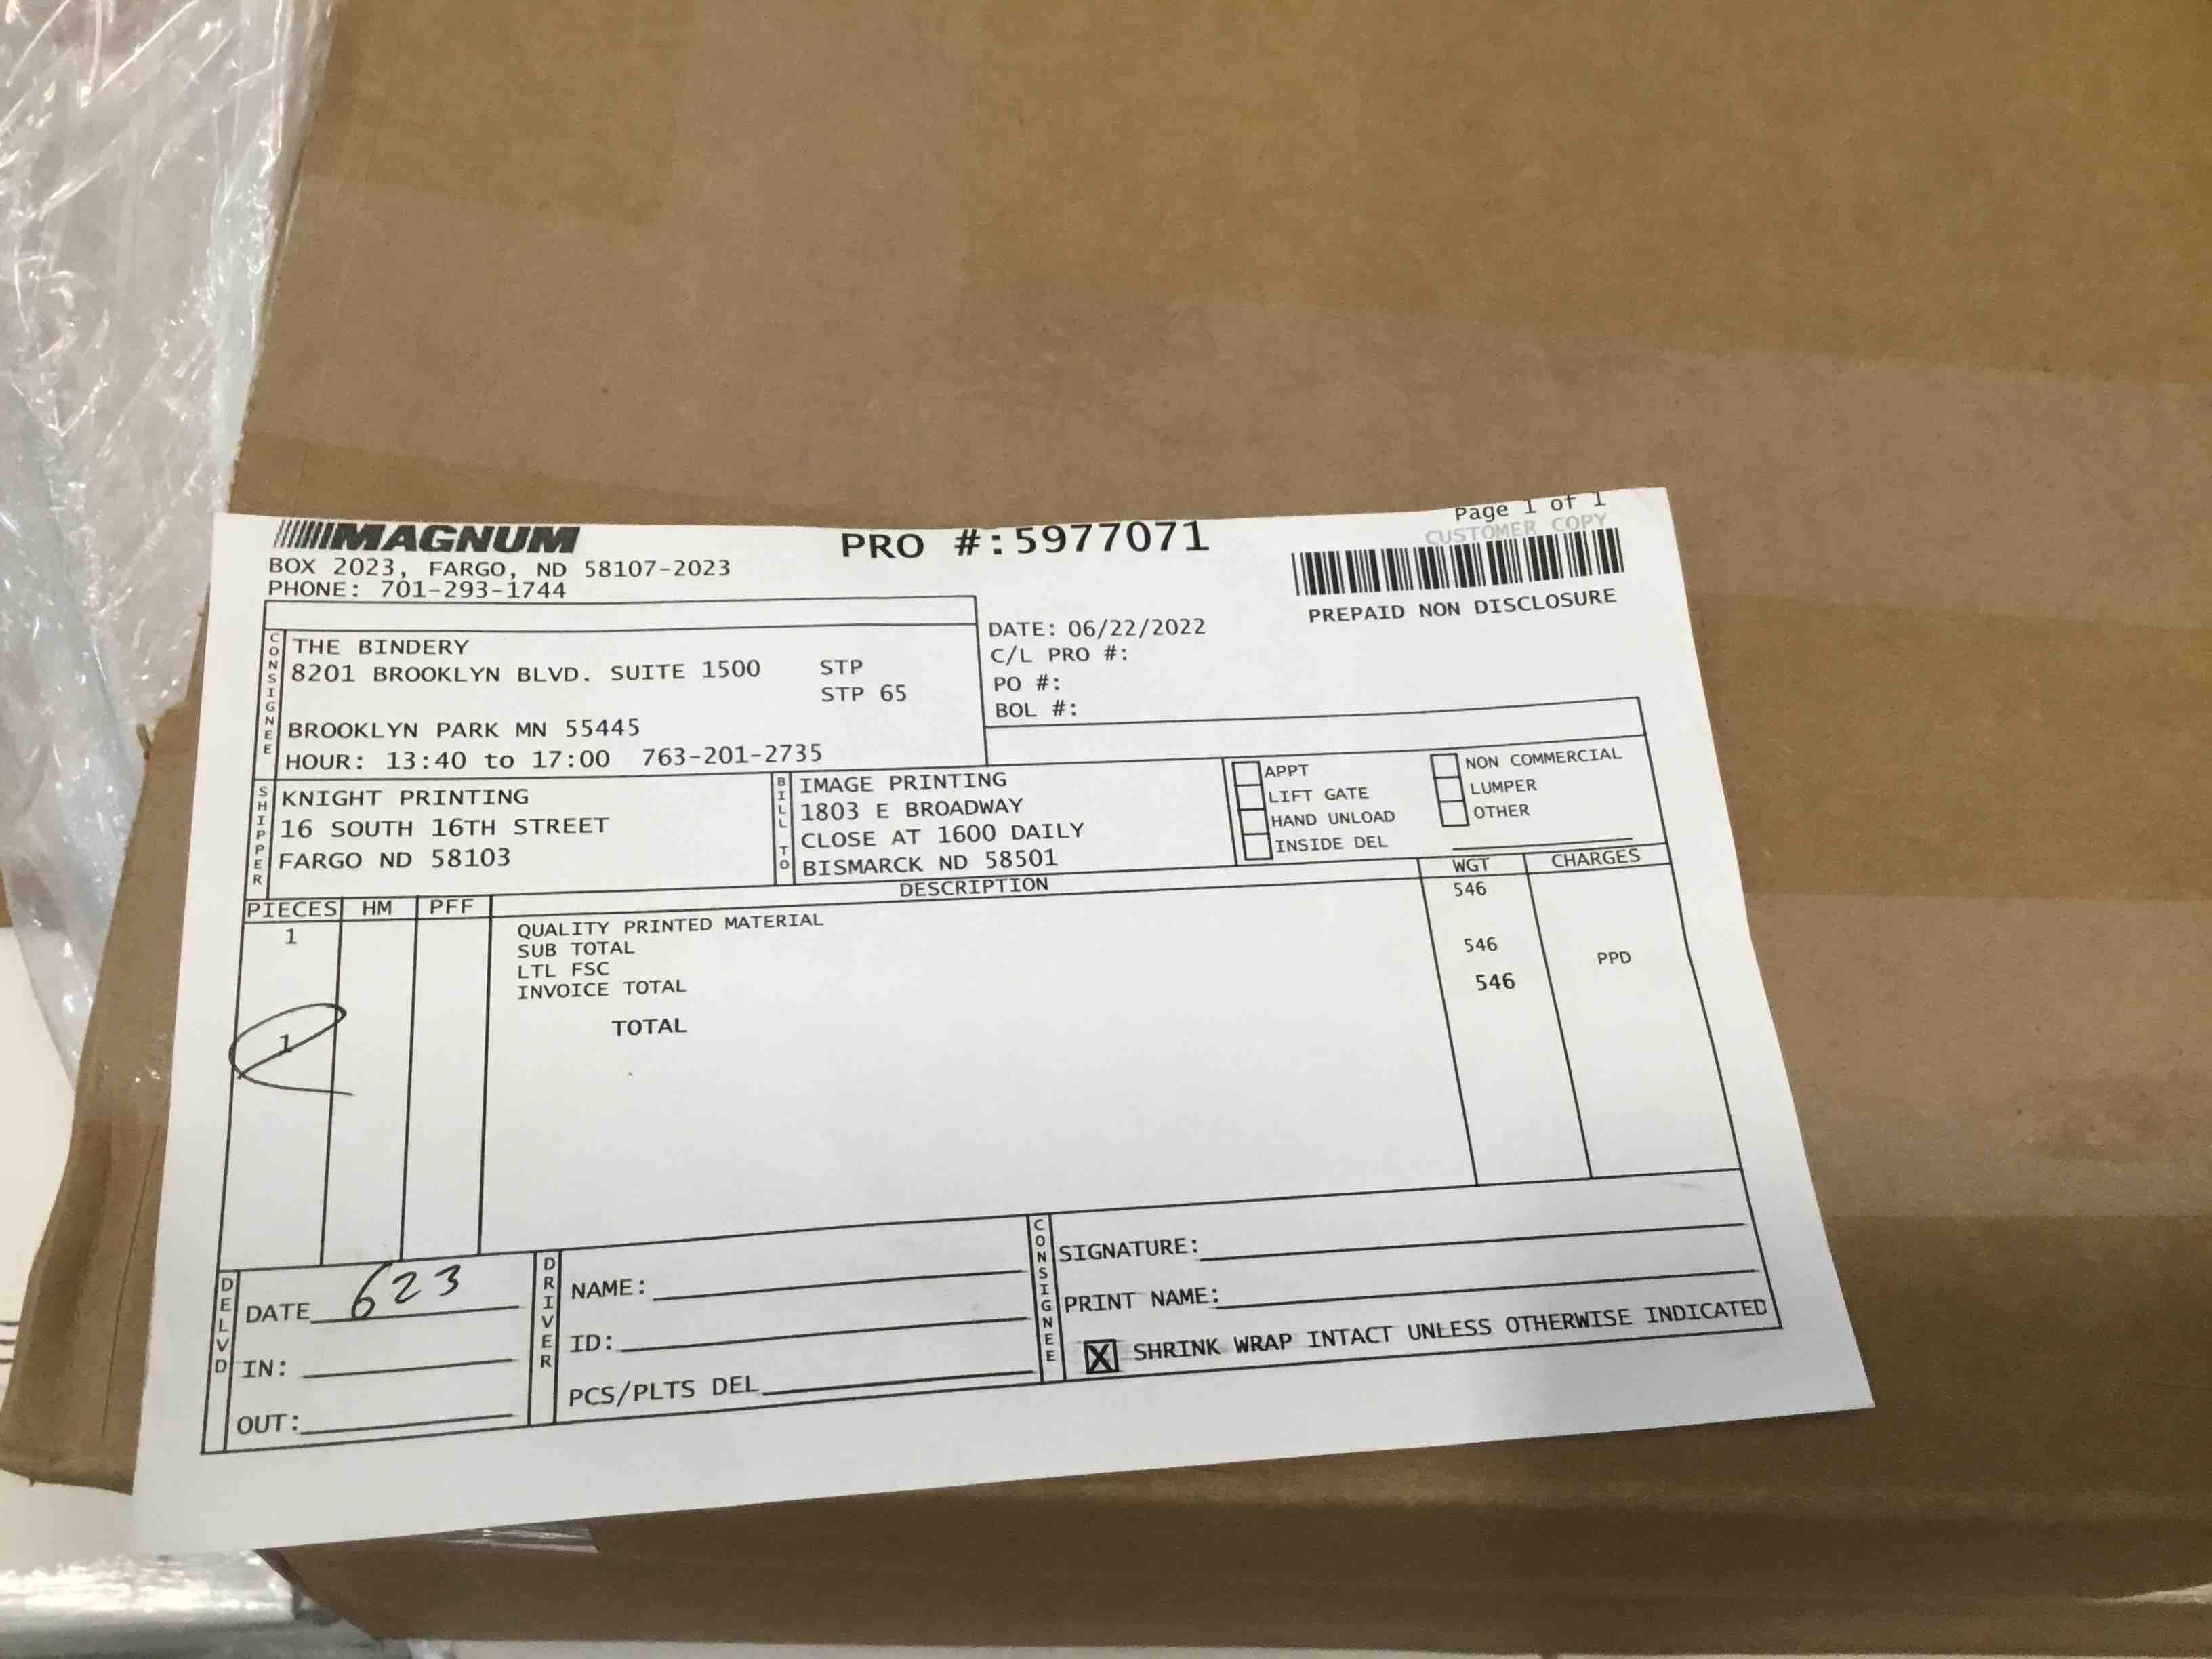 MAGNUM
BOX 2023, FARGO, ND 58107-2023
PHONE: 701-293-1744
PRO #:5977071
Page 1 of 1
CUSTOMER COPY
PREPAID NON DISCLOSURE
CONSIGNEE
THE BINDERY
8201 BROOKLYN BLVD. SUITE 1500 STP
STP 65
BROOKLYN PARK MN 55445
HOUR: 13:40 to 17:00 763-201-2735
DATE: 06/22/2022
C/L PRO #:
PO #:
BOL #:
SHIPPER
KNIGHT PRINTING
16 SOUTH 16TH STREET
FARGO ND 58103
BILL TO
IMAGE PRINTING
1803 E BROADWAY
CLOSE AT 1600 DAILY
BISMARCK ND 58501
APPT
LIFT GATE
HAND UNLOAD
INSIDE DEL
NON COMMERCIAL
LUMPER
OTHER
PIECES HM PFF DESCRIPTION WGT CHARGES
1 QUALITY PRINTED MATERIAL 546
SUB TOTAL 546
LTL FSC PPD
INVOICE TOTAL 546
1 TOTAL
DELVD
DATE 623
IN:
OUT:
DRIVER
NAME:
ID:
PCS/PLTS DEL
CONSIGNEE
SIGNATURE:
PRINT NAME:
X SHRINK WRAP INTACT UNLESS OTHERWISE INDICATED